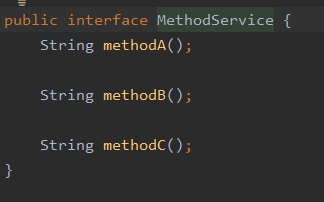 public interface MethodService {
String methodA();
String methodB();
String methodC();
}